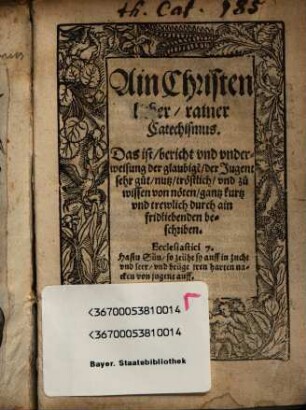 th. Cat. 985
Ain Christen
licher / rainer
Catechismus.
Das ist / bericht vnd vnder-
weisung der glaubigẽ / der Jugent
sehr gůt / nutz / tröstlich / vnd zů
wissen von nöten / gantz kurtz
vnd trewlich durch ain
fridliebenden be-
schriben.
Ecclesiastici 7.
Hastu Sün / so zeühe sy auff in zucht
vnd leer / vnd beüge jren harten na-
cken von jugent auff.
<36700053810014
<36700053810014
Bayer. Staatsbibliothek